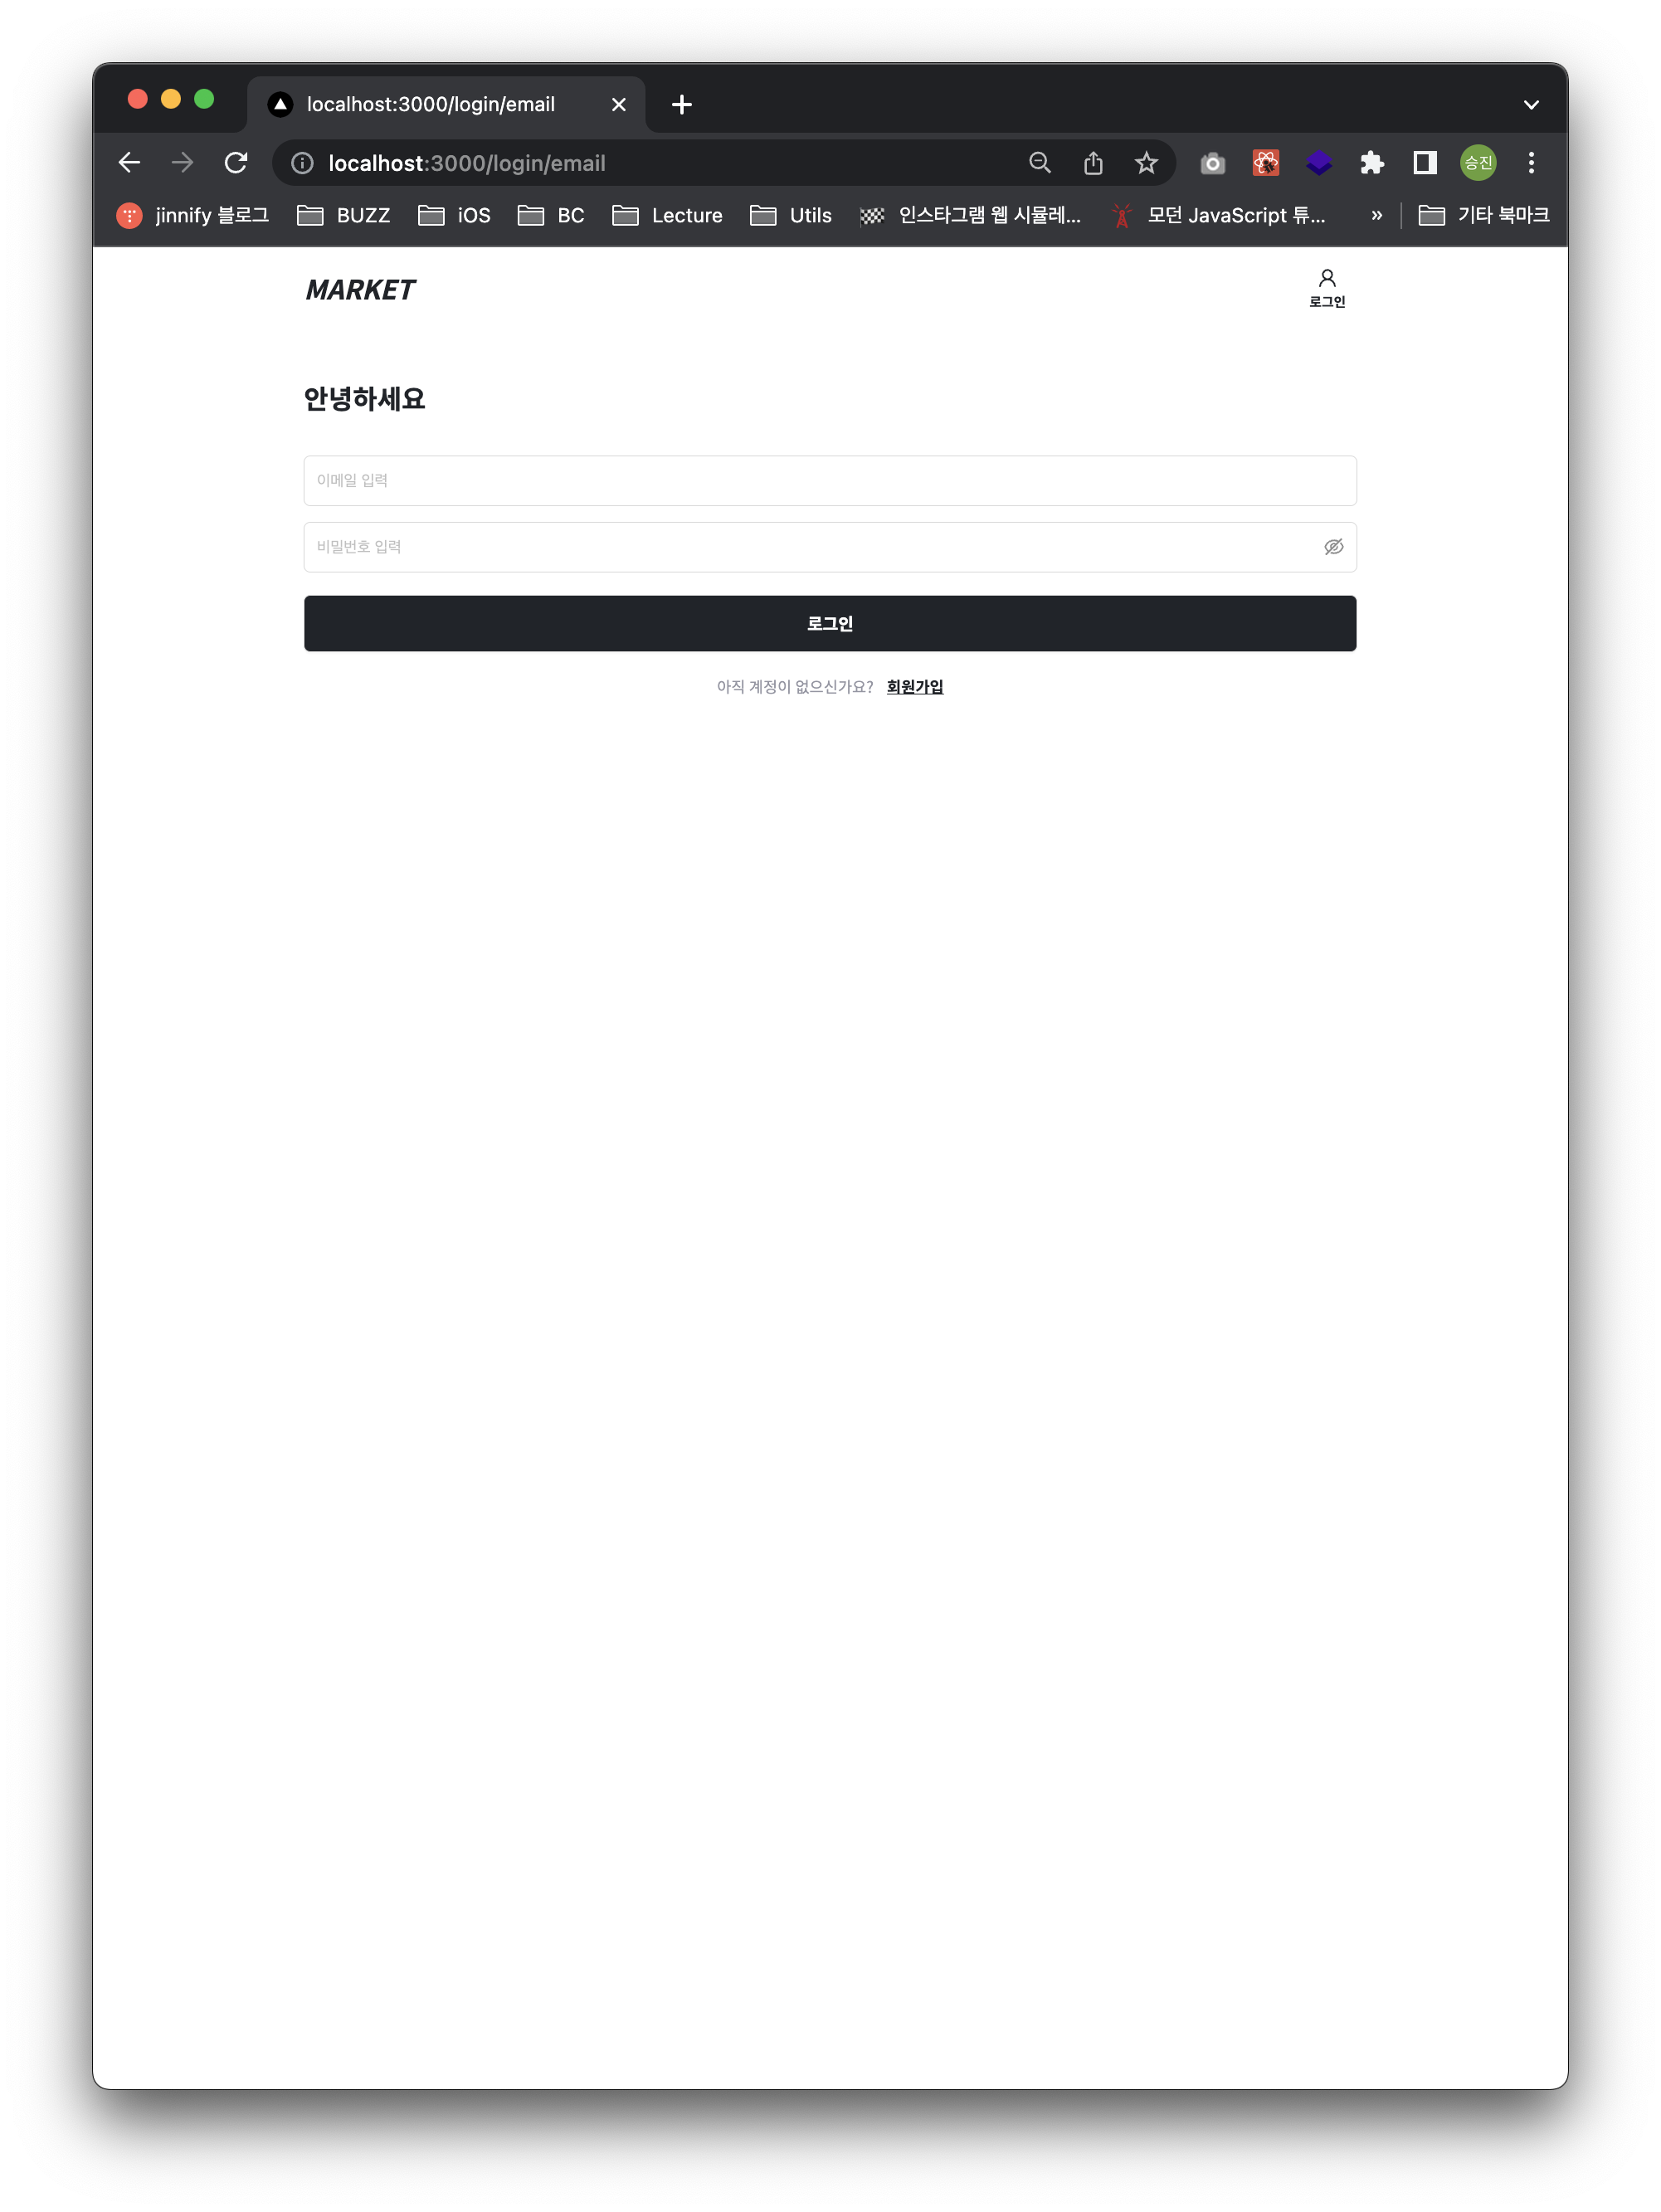 localhost:3000/login/email
localhost:3000/login/email
승진
jinnify 블로그
BUZZ
iOS
BC
Lecture
Utils
인스타그램 웹 시뮬레...
모던 JavaScript 튜...
»
기타 북마크
MARKET
로그인
안녕하세요
이메일 입력
비밀번호 입력
로그인
아직 계정이 없으신가요? 회원가입